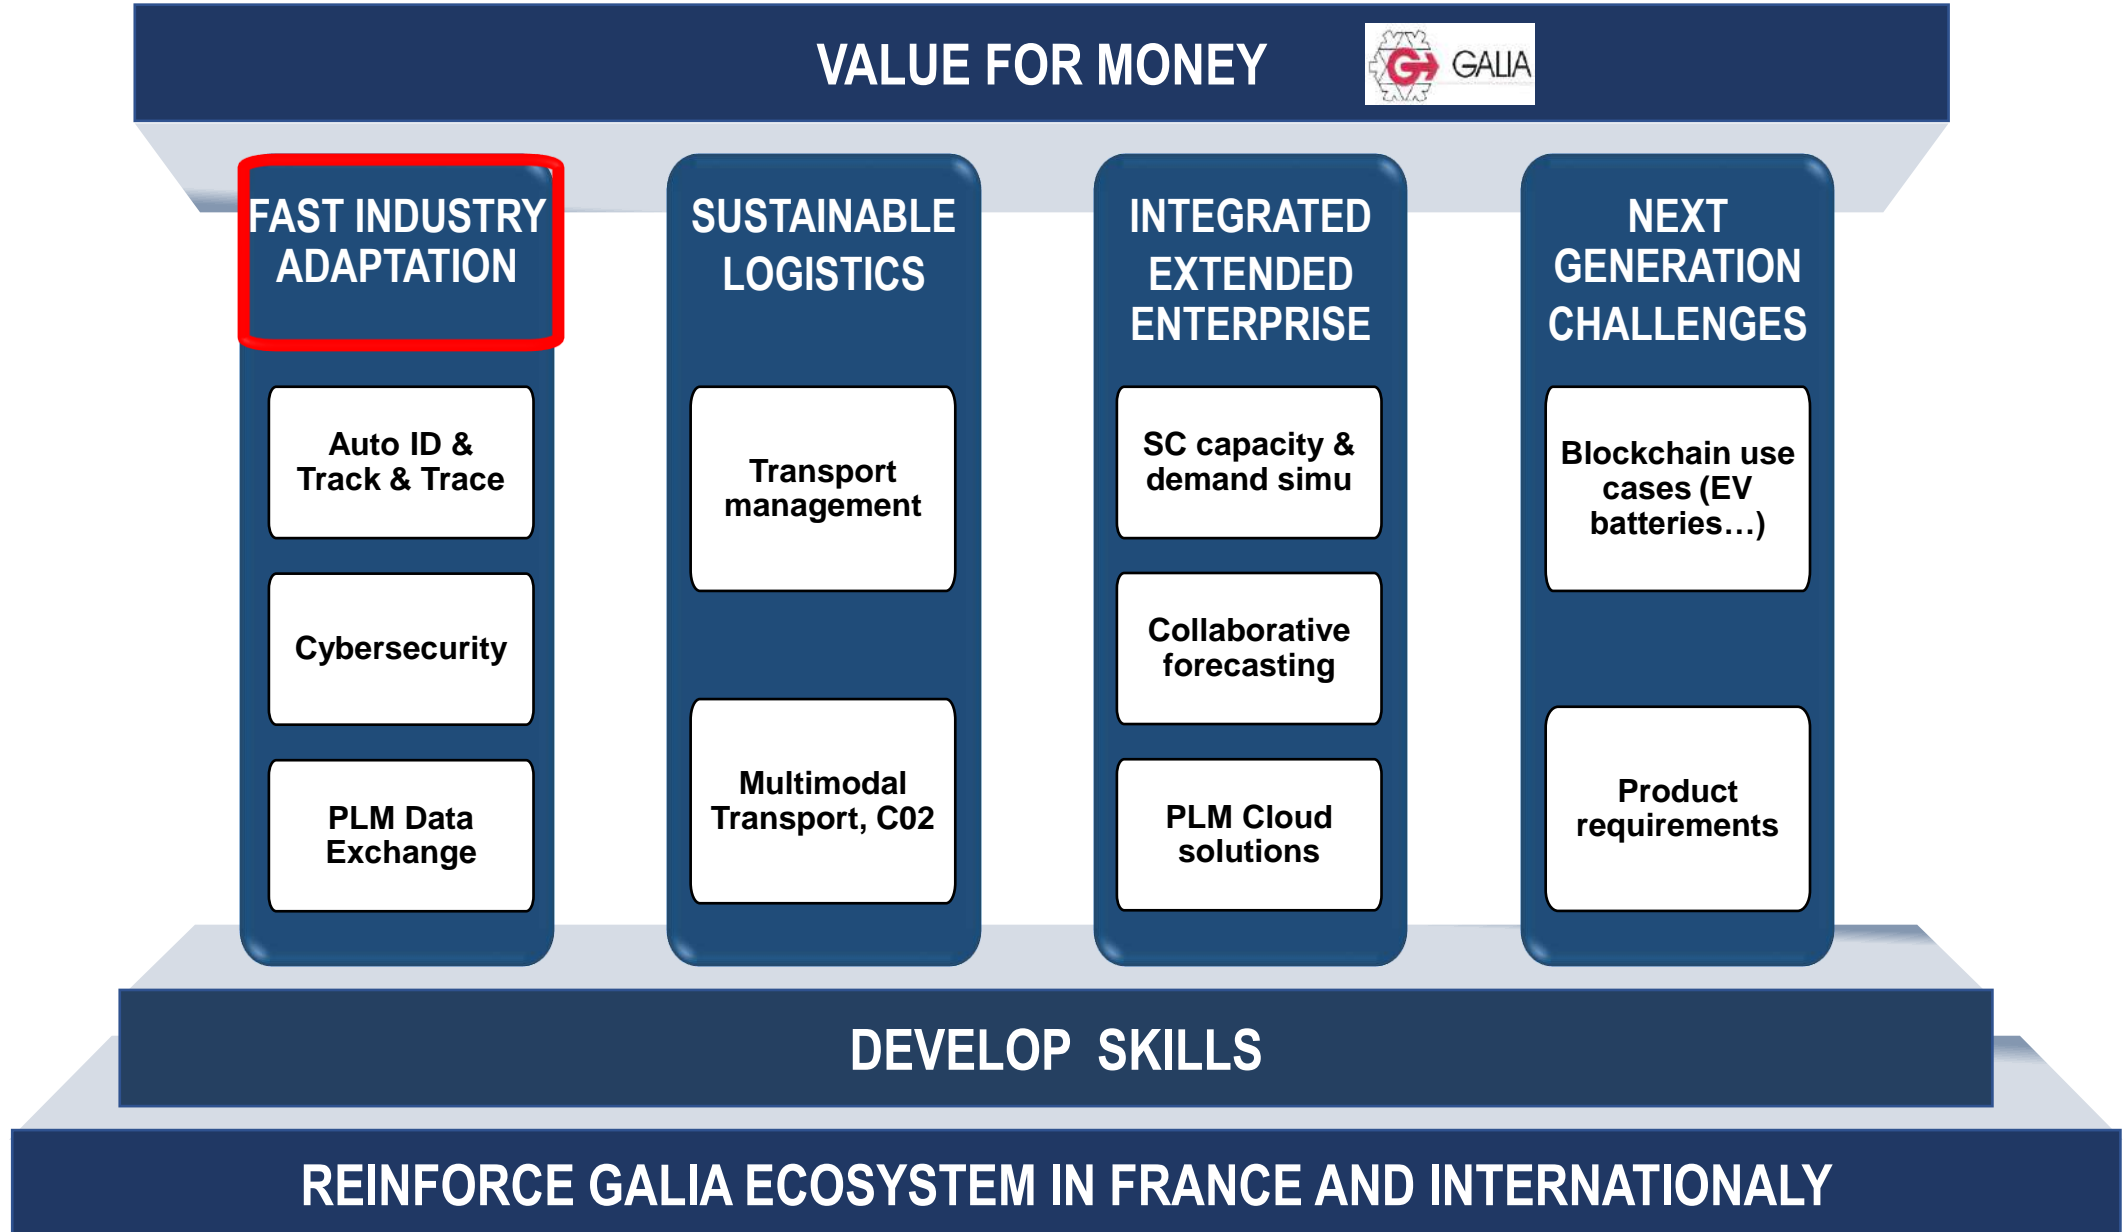 VALUE FOR MONEY
GALIA
FAST INDUSTRY
ADAPTATION
Auto ID &
Track & Trace
Cybersecurity
PLM Data
Exchange
SUSTAINABLE
LOGISTICS
Transport
management
Multimodal
Transport, C02
INTEGRATED
EXTENDED
ENTERPRISE
SC capacity &
demand simu
Collaborative
forecasting
PLM Cloud
solutions
NEXT
GENERATION
CHALLENGES
Blockchain use
cases (EV
batteries…)
Product
requirements
DEVELOP SKILLS
REINFORCE GALIA ECOSYSTEM IN FRANCE AND INTERNATIONALY